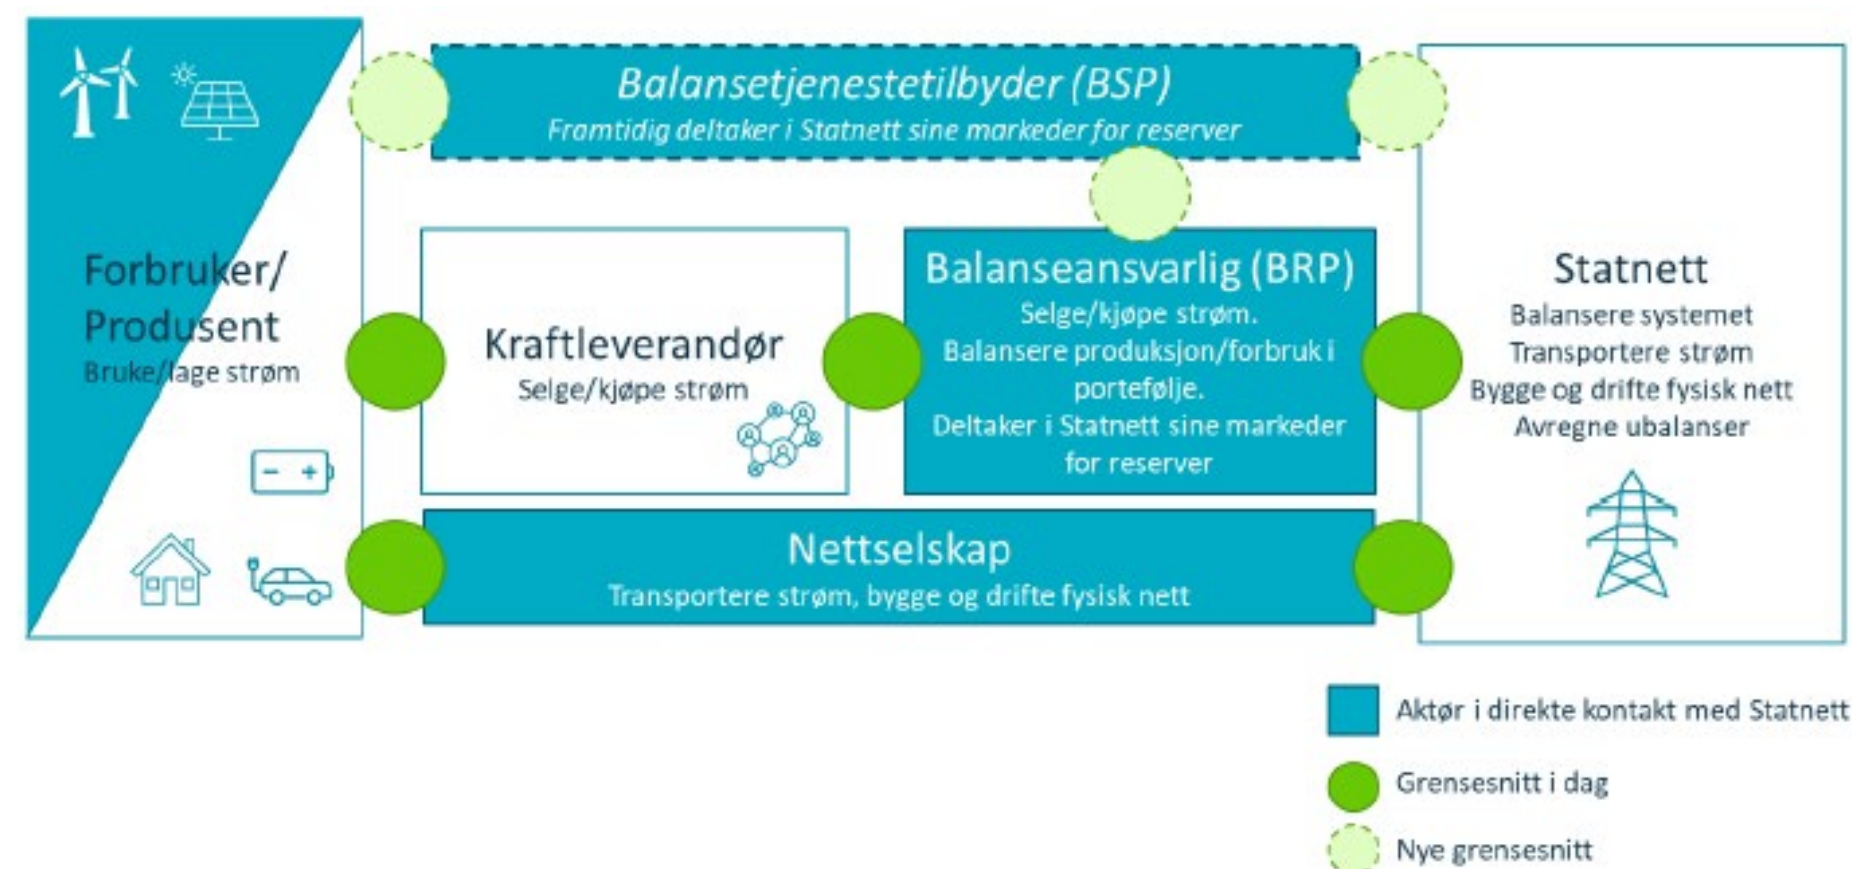 Balansetjenestetilbyder (BSP)
Framtidig deltaker i Statnett sine markeder for reserver
Forbruker/
Produsent
Bruke/lage strøm
Kraftleverandør
Selge/kjøpe strøm
Balanseansvarlig (BRP)
Selge/kjøpe strøm.
Balansere produksjon/forbruk i
portefølje.
Deltaker i Statnett sine markeder
for reserver
Statnett
Balansere systemet
Transportere strøm
Bygge og drifte fysisk nett
Avregne ubalanser
Nettselskap
Transportere strøm, bygge og drifte fysisk nett
Aktør i direkte kontakt med Statnett
Grensesnitt i dag
Nye grensesnitt